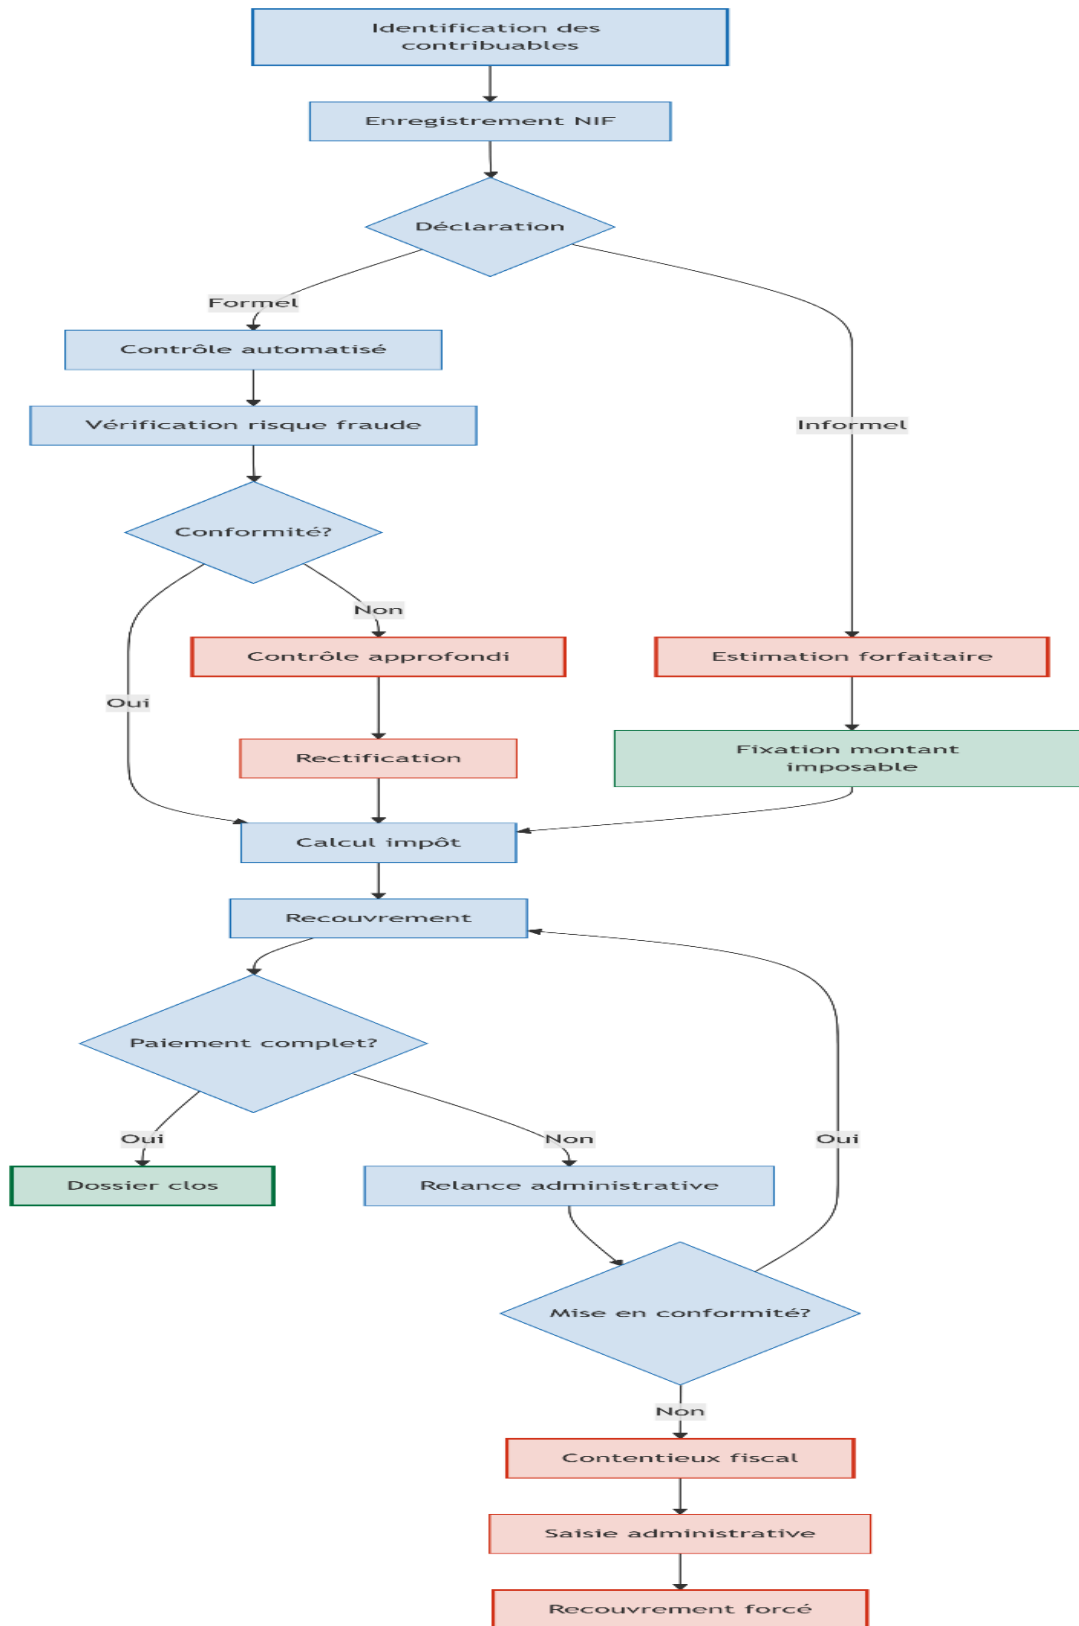 Identification des
contribuables
Enregistrement NIF
Déclaration
Formel
Contrôle automatisé
Vérification risque fraude
Informel
Conformité?
Non
Contrôle approfondi
Estimation forfaitaire
Oui
Rectification
Fixation montant
imposable
Calcul impôt
Recouvrement
Paiement complet?
Oui
Non
Oui
Dossier clos
Relance administrative
Mise en conformité?
Non
Contentieux fiscal
Saisie administrative
Recouvrement forcé